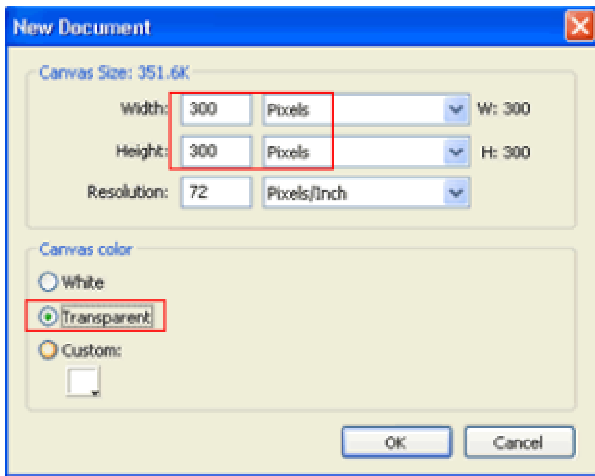 New Document
Canvas Size: 351.6K
Width: 300 Pixels W: 300
Height: 300 Pixels H: 300
Resolution: 72 Pixels/Inch
Canvas color
White
Transparent
Custom:
OK Cancel